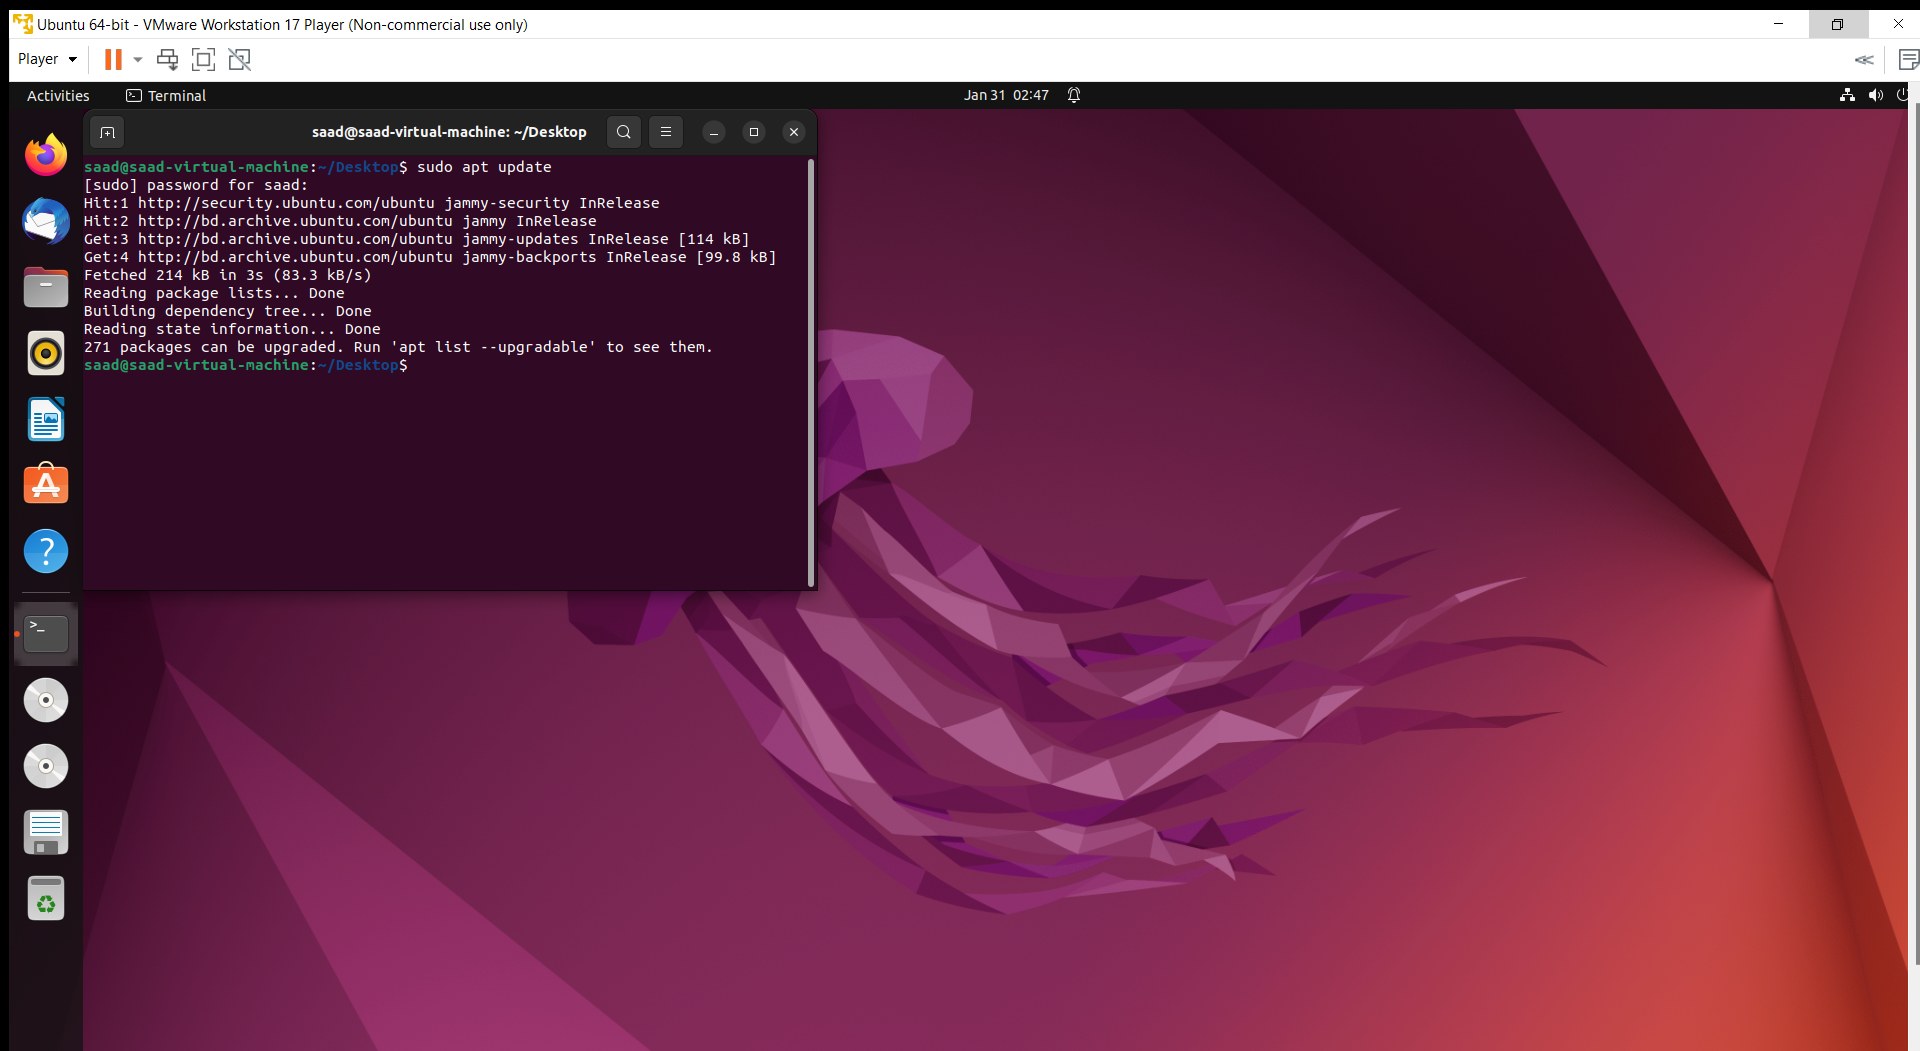 Ubuntu 64-bit - VMware Workstation 17 Player (Non-commercial use only)
Player
Activities
Terminal
Jan 31 02:47
saad@saad-virtual-machine: ~/Desktop
saad@saad-virtual-machine:~/Desktop$ sudo apt update
[sudo] password for saad:
Hit:1 http://security.ubuntu.com/ubuntu jammy-security InRelease
Hit:2 http://bd.archive.ubuntu.com/ubuntu jammy InRelease
Get:3 http://bd.archive.ubuntu.com/ubuntu jammy-updates InRelease [114 kB]
Get:4 http://bd.archive.ubuntu.com/ubuntu jammy-backports InRelease [99.8 kB]
Fetched 214 kB in 3s (83.3 kB/s)
Reading package lists... Done
Building dependency tree... Done
Reading state information... Done
271 packages can be upgraded. Run 'apt list --upgradable' to see them.
saad@saad-virtual-machine:~/Desktop$